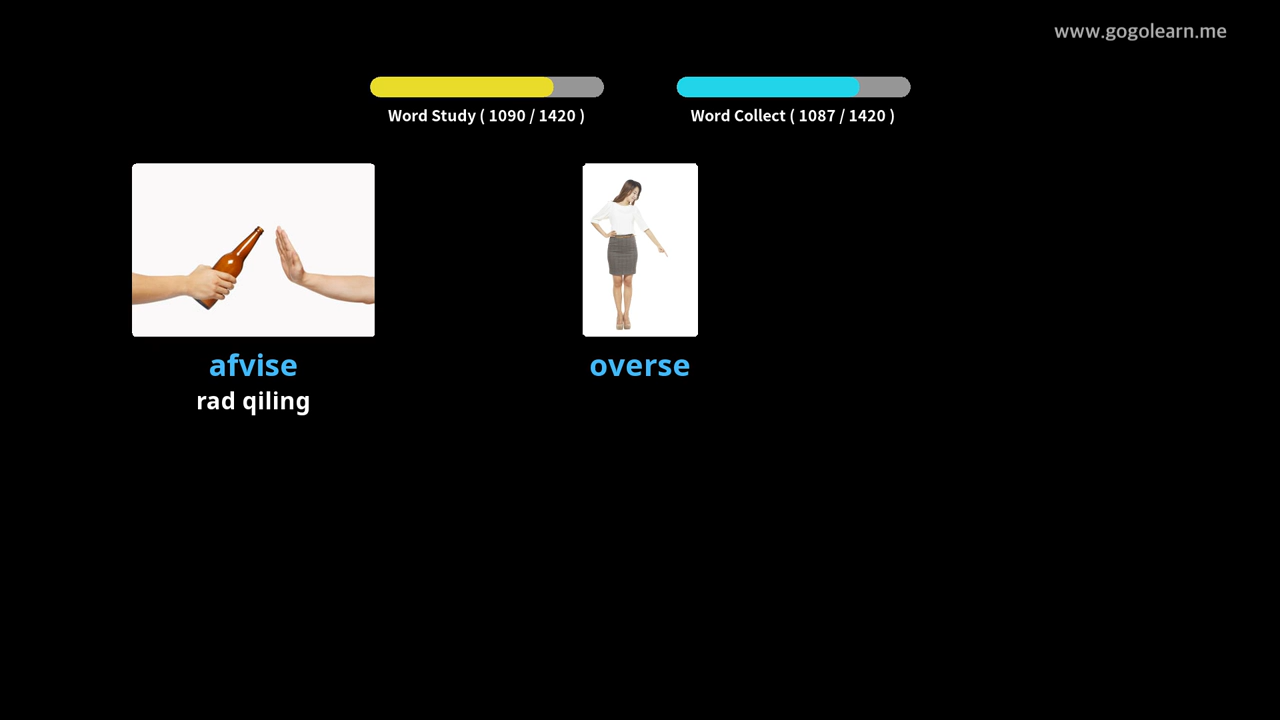 www.gogolearn.me
Word Study ( 1090 / 1420 )
Word Collect ( 1087 / 1420 )
afvise
overse
rad qiling